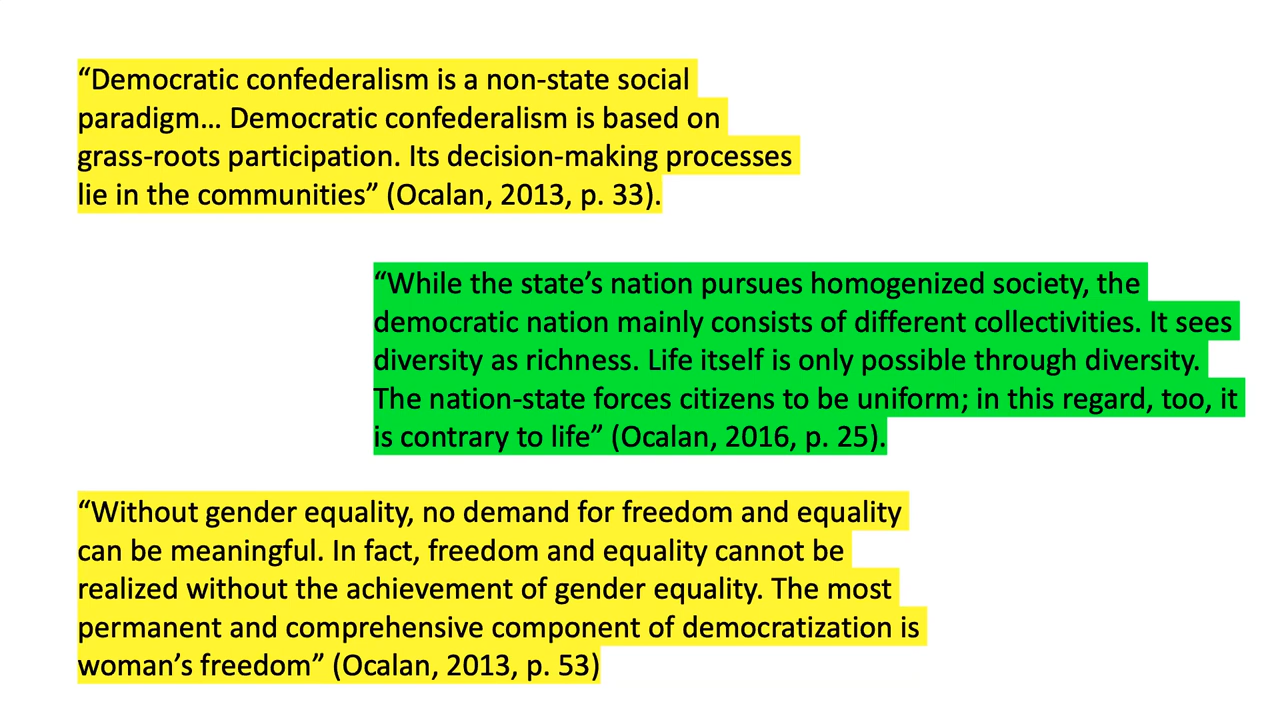 “Democratic confederalism is a non-state social
paradigm... Democratic confederalism is based on
grass-roots participation. Its decision-making processes
lie in the communities” (Ocalan, 2013, p. 33).
“While the state’s nation pursues homogenized society, the
democratic nation mainly consists of different collectivities. It sees
diversity as richness. Life itself is only possible through diversity.
The nation-state forces citizens to be uniform; in this regard, too, it
is contrary to life” (Ocalan, 2016, p. 25).
“Without gender equality, no demand for freedom and equality
can be meaningful. In fact, freedom and equality cannot be
realized without the achievement of gender equality. The most
permanent and comprehensive component of democratization is
woman’s freedom” (Ocalan, 2013, p. 53)